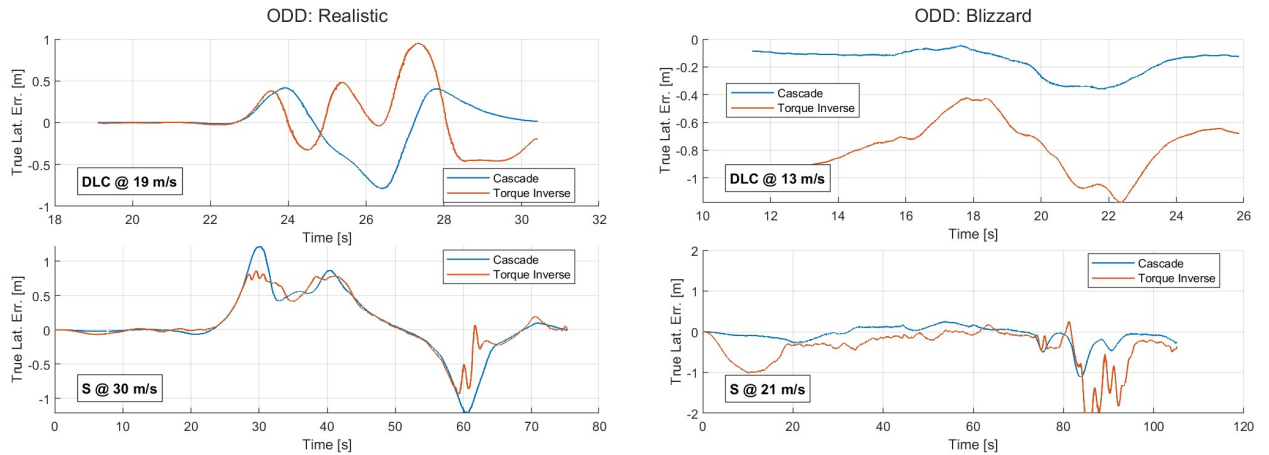 ODD: Realistic
1
0.5
0
-0.5
-1
True Lat. Err. [m]
DLC @ 19 m/s
Cascade
Torque Inverse
18 20 22 24 26 28 30 32
Time [s]
1
0.5
0
-0.5
-1
True Lat. Err. [m]
S @ 30 m/s
Cascade
Torque Inverse
0 10 20 30 40 50 60 70 80
Time [s]
ODD: Blizzard
0
-0.2
-0.4
-0.6
-0.8
-1
True Lat. Err. [m]
Cascade
Torque Inverse
DLC @ 13 m/s
10 12 14 16 18 20 22 24 26
Time [s]
2
1
0
-1
-2
True Lat. Err. [m]
Cascade
Torque Inverse
S @ 21 m/s
0 20 40 60 80 100 120
Time [s]